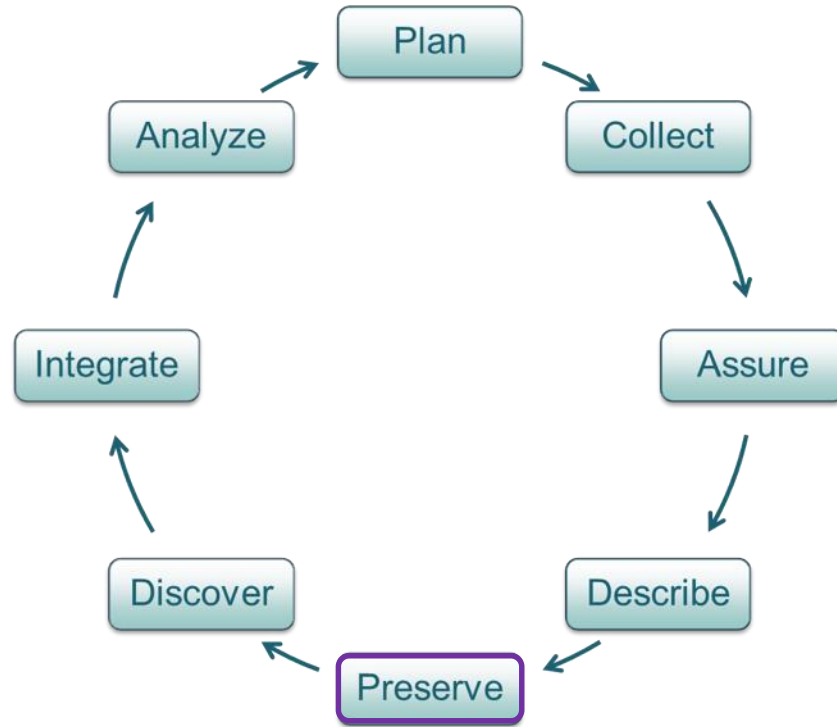 Plan
Collect
Assure
Describe
Preserve
Discover
Integrate
Analyze